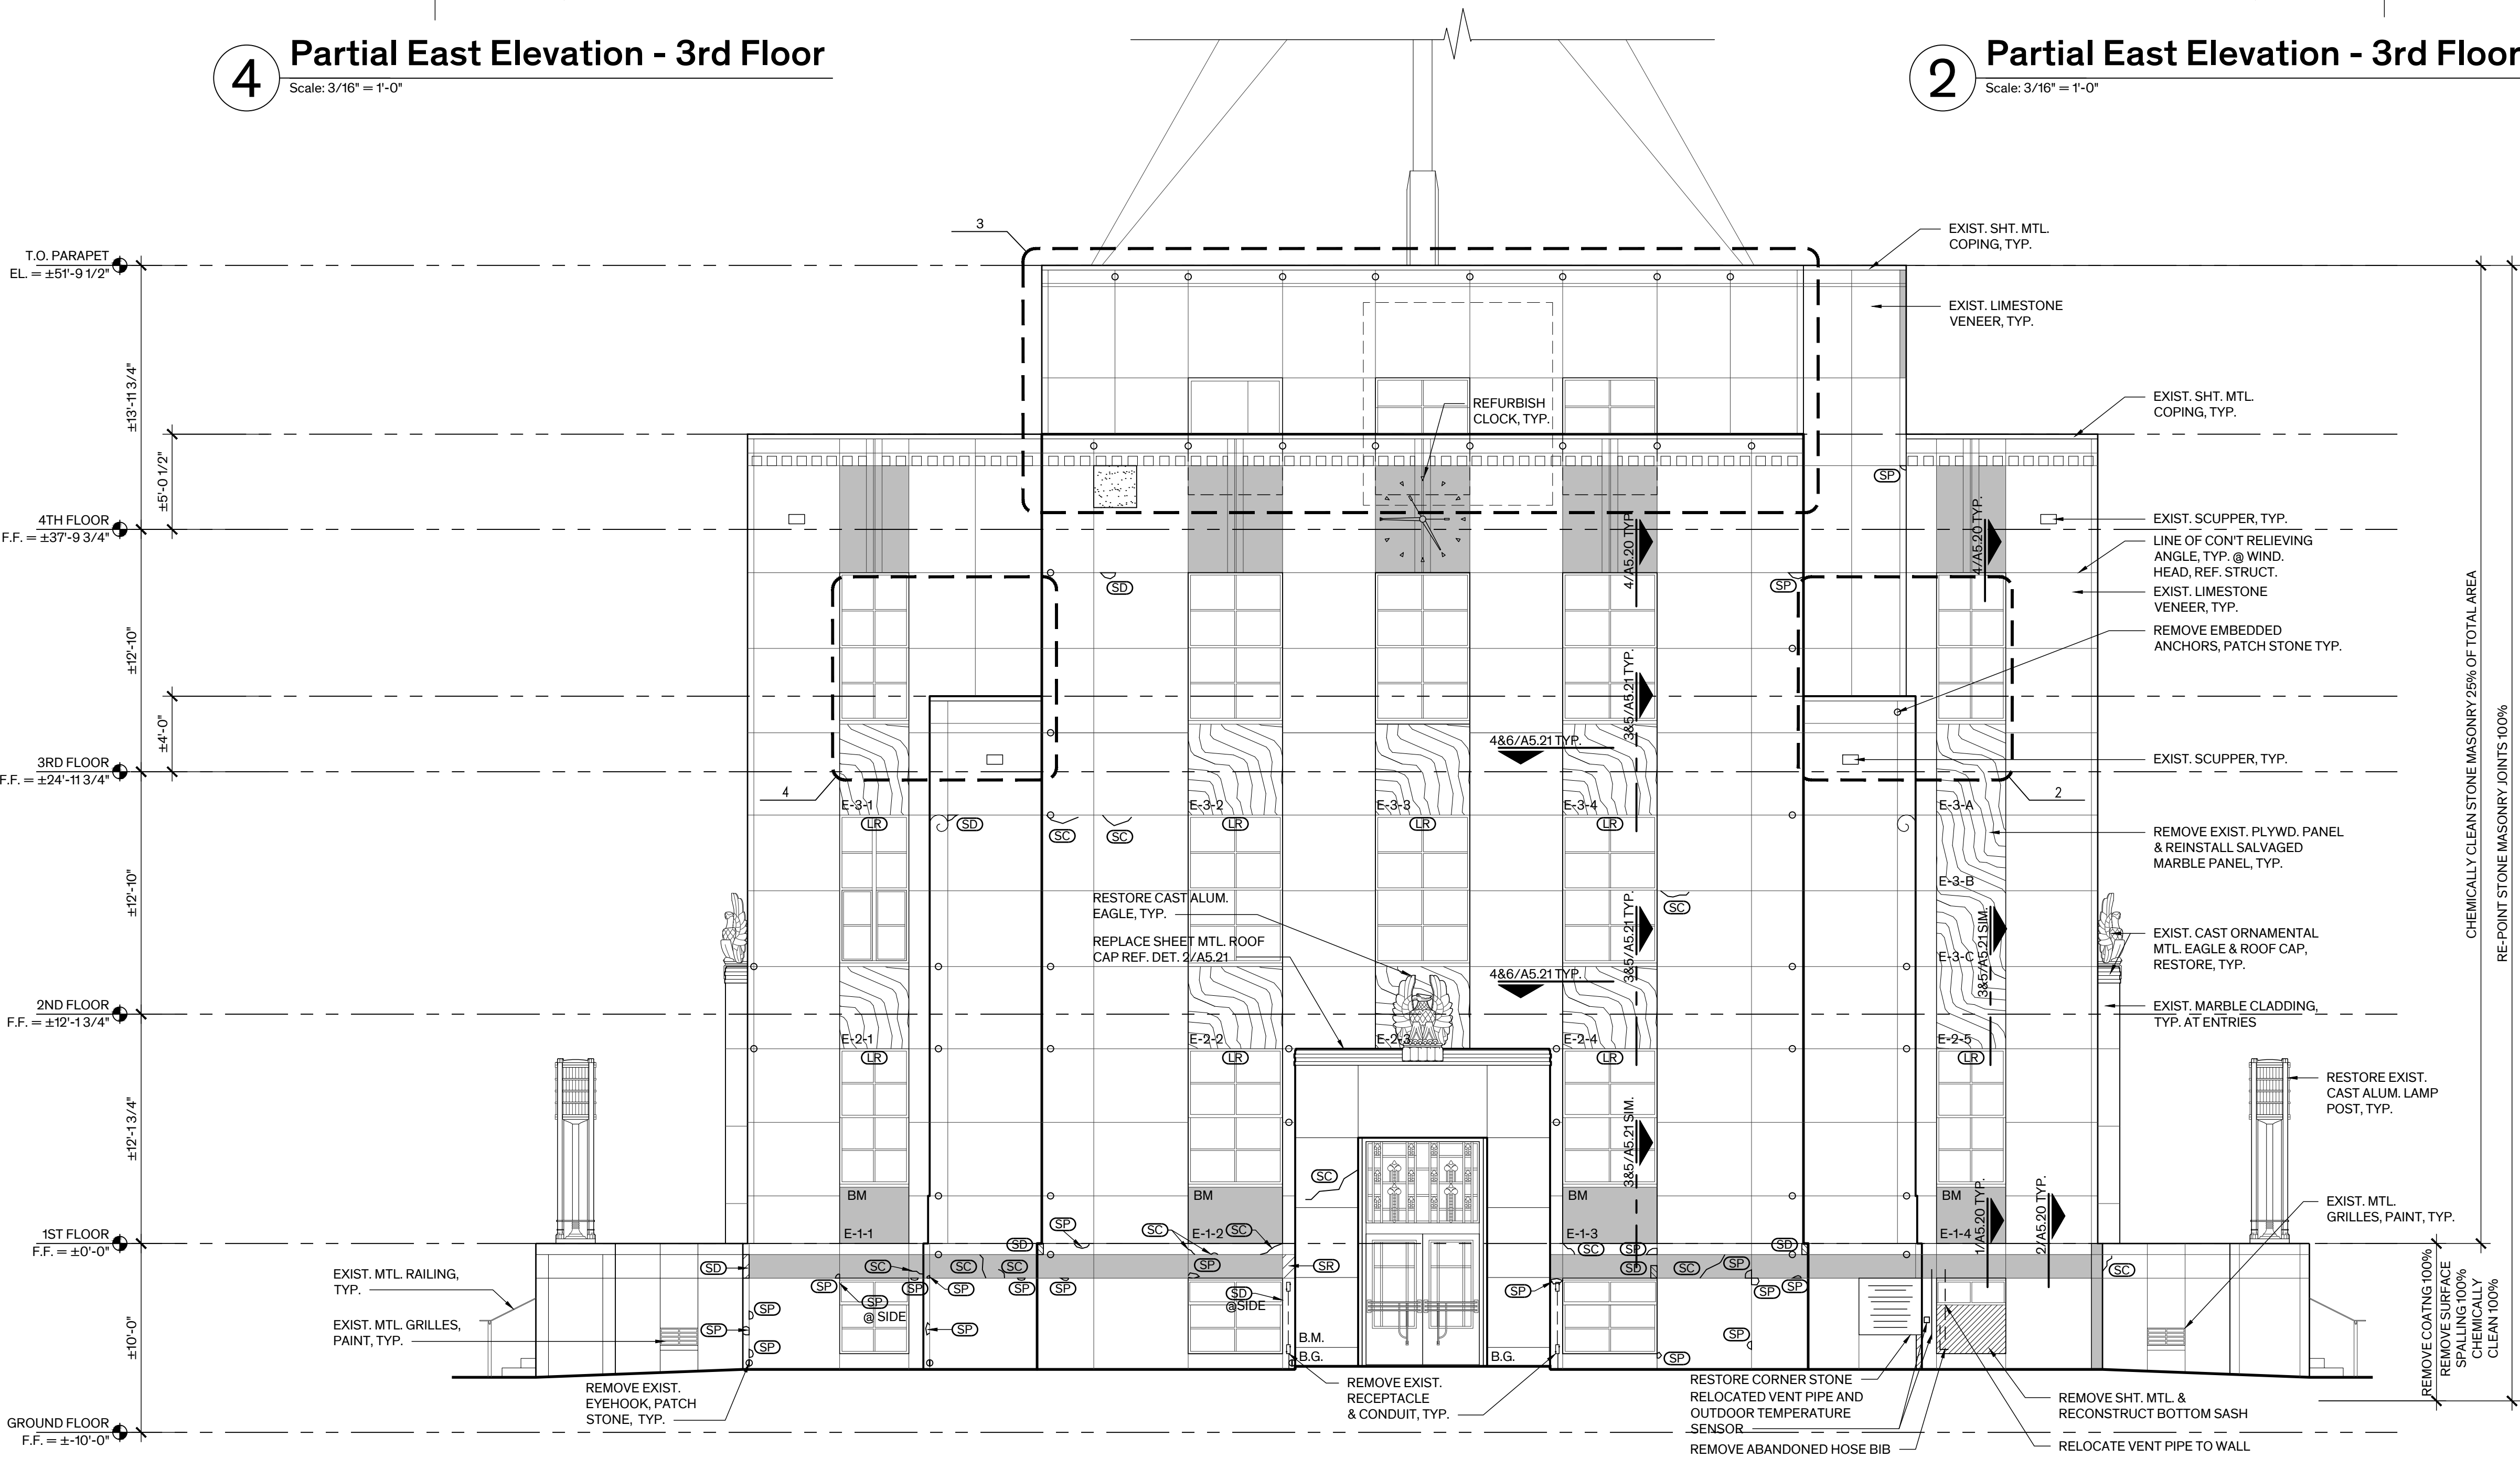 4
Partial East Elevation - 3rd Floor
Scale: 3/16" = 1'-0"
2
Partial East Elevation - 3rd Floor
Scale: 3/16" = 1'-0"
T.O. PARAPET
EL. = ±51'-9 1/2"
4TH FLOOR
F.F. = ±37'-9 3/4"
3RD FLOOR
F.F. = ±24'-11 3/4"
2ND FLOOR
F.F. = ±12'-1 3/4"
1ST FLOOR
F.F. = ±0'-0"
GROUND FLOOR
F.F. = ±-10'-0"
±13'-11 3/4"
±5'-0 1/2"
±12'-10"
±4'-0"
±12'-10"
±12'-1 3/4"
±10'-0"
3
4
2
REFURBISH
CLOCK, TYP.
EXIST. SHT. MTL.
COPING, TYP.
EXIST. LIMESTONE
VENEER, TYP.
EXIST. SHT. MTL.
COPING, TYP.
SP
EXIST. SCUPPER, TYP.
LINE OF CON'T RELIEVING
ANGLE, TYP. @ WIND.
HEAD, REF. STRUCT.
EXIST. LIMESTONE
VENEER, TYP.
REMOVE EMBEDDED
ANCHORS, PATCH STONE TYP.
EXIST. SCUPPER, TYP.
REMOVE EXIST. PLYWD. PANEL
& REINSTALL SALVAGED
MARBLE PANEL, TYP.
EXIST. CAST ORNAMENTAL
MTL. EAGLE & ROOF CAP,
RESTORE, TYP.
EXIST. MARBLE CLADDING,
TYP. AT ENTRIES
RESTORE EXIST.
CAST ALUM. LAMP
POST, TYP.
EXIST. MTL.
GRILLES, PAINT, TYP.
CHEMICALLY CLEAN STONE MASONRY 25% OF TOTAL AREA
RE-POINT STONE MASONRY JOINTS 100%
REMOVE COATNG 100%
REMOVE SURFACE
SPALLING 100%
CHEMICALLY
CLEAN 100%
SD
SP
4/A5.20 TYP.
4/A5.20 TYP.
3&5/A5.21 TYP.
4&6/A5.21 TYP.
E-3-1
E-3-2
E-3-3
E-3-4
E-3-A
LR
SD
SC
SC
LR
LR
LR
E-3-B
SC
E-3-C
RESTORE CAST ALUM.
EAGLE, TYP.
REPLACE SHEET MTL. ROOF
CAP REF. DET. 2/A5.21
3&5/A5.21 TYP.
3&5/A5.21 SIM.
4&6/A5.21 TYP.
E-2-1
E-2-2
E-2-3
E-2-4
E-2-5
LR
LR
LR
LR
3&5/A5.21 SIM.
SC
BM
BM
BM
BM
E-1-1
E-1-2
E-1-3
E-1-4
1/A5.20 TYP.
2/A5.20 TYP.
SP
SC
SC
SD
SC
SP
SD
SD
SC
SC
SC
SP
SR
SD
SC
SP
SC
SP
SP
SP
SP
SP
SP
SP
SP
SP
SP
@ SIDE
SD
@SIDE
SP
SP
SP
SP
SP
SP
B.M.
B.G.
B.G.
EXIST. MTL. RAILING,
TYP.
EXIST. MTL. GRILLES,
PAINT, TYP.
REMOVE EXIST.
EYEHOOK, PATCH
STONE, TYP.
REMOVE EXIST.
RECEPTACLE
& CONDUIT, TYP.
RESTORE CORNER STONE
RELOCATED VENT PIPE AND
OUTDOOR TEMPERATURE
SENSOR
REMOVE ABANDONED HOSE BIB
REMOVE SHT. MTL. &
RECONSTRUCT BOTTOM SASH
RELOCATE VENT PIPE TO WALL